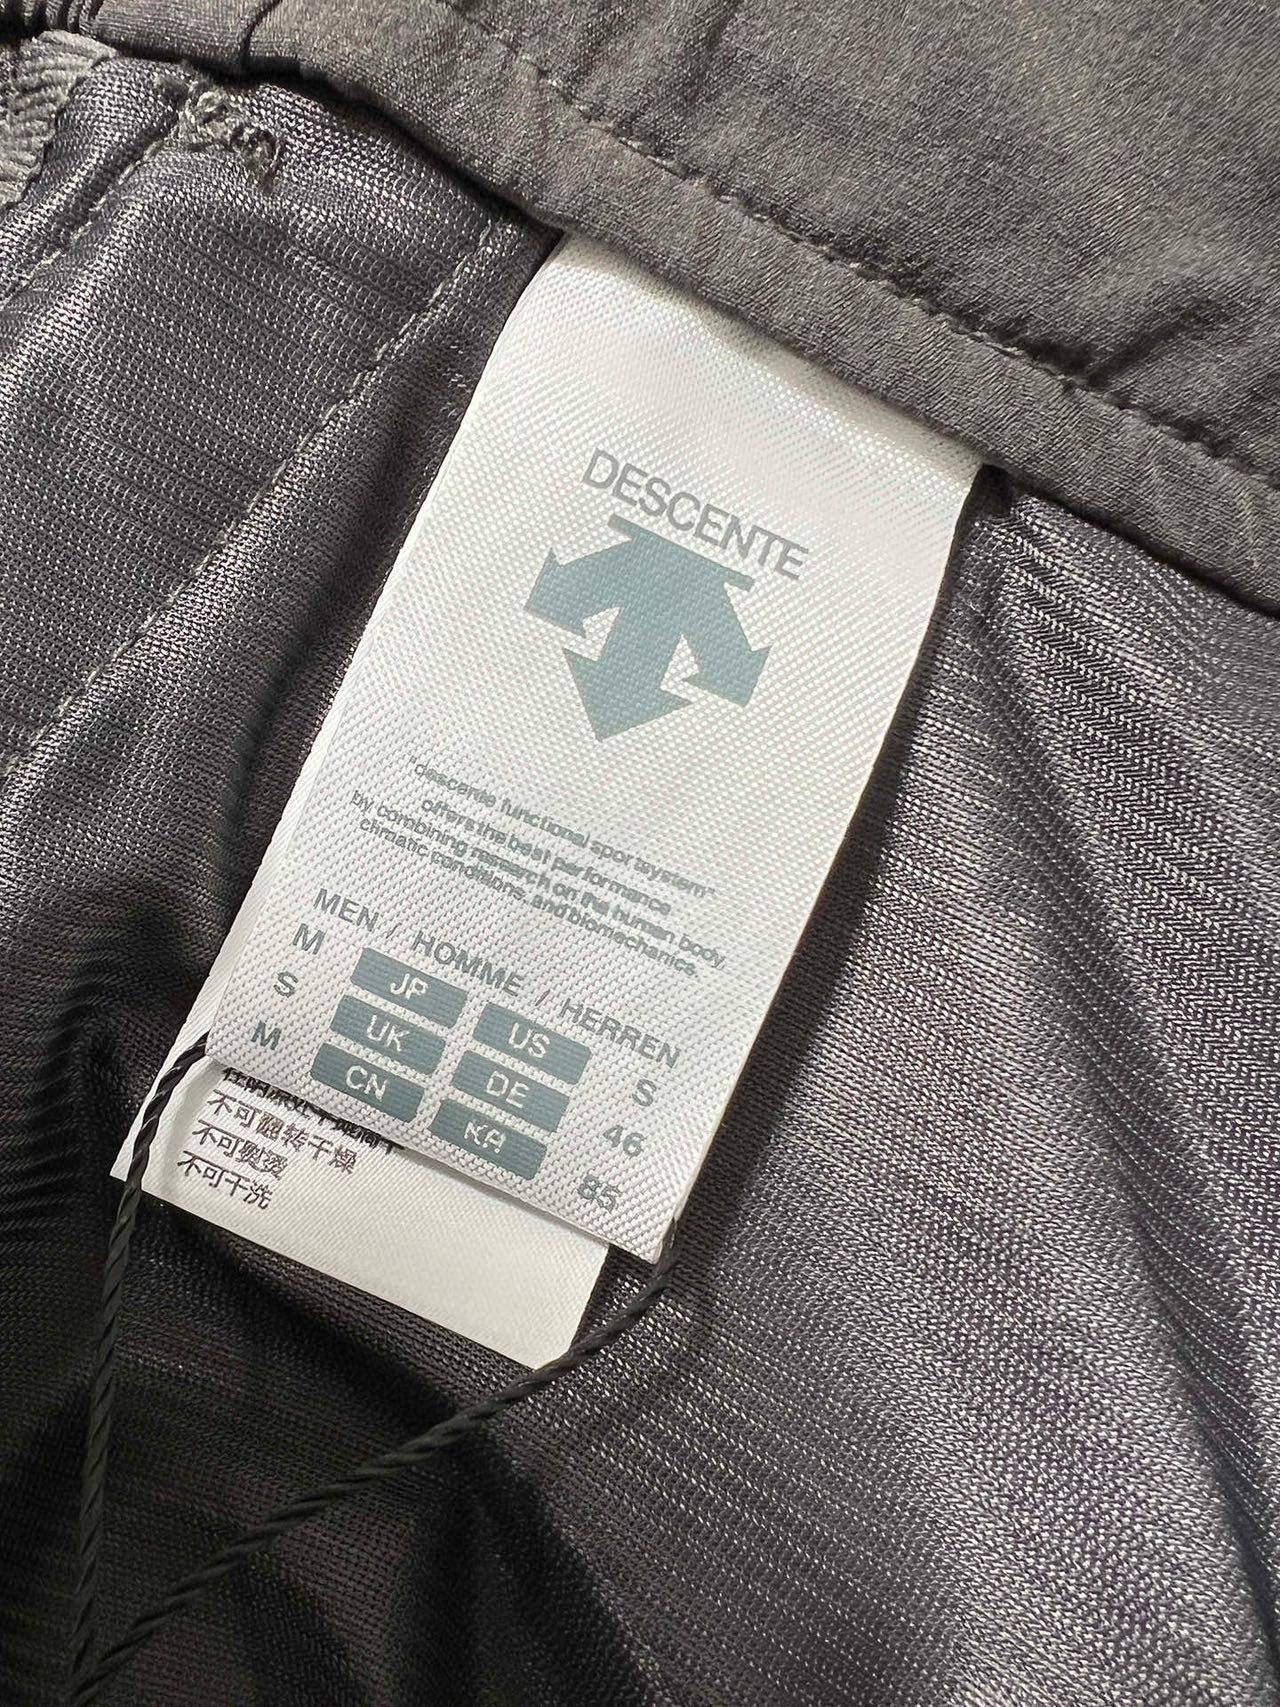 DESCENTE
"descente functional sportsystem"
offers the best performance
by combining research on the human body,
climatic conditions, and biomechanics.
MEN / HOMME / HERREN
M JP US S
S UK DE 46
M CN KA 85
不可翻转干燥
不可熨烫
不可干洗